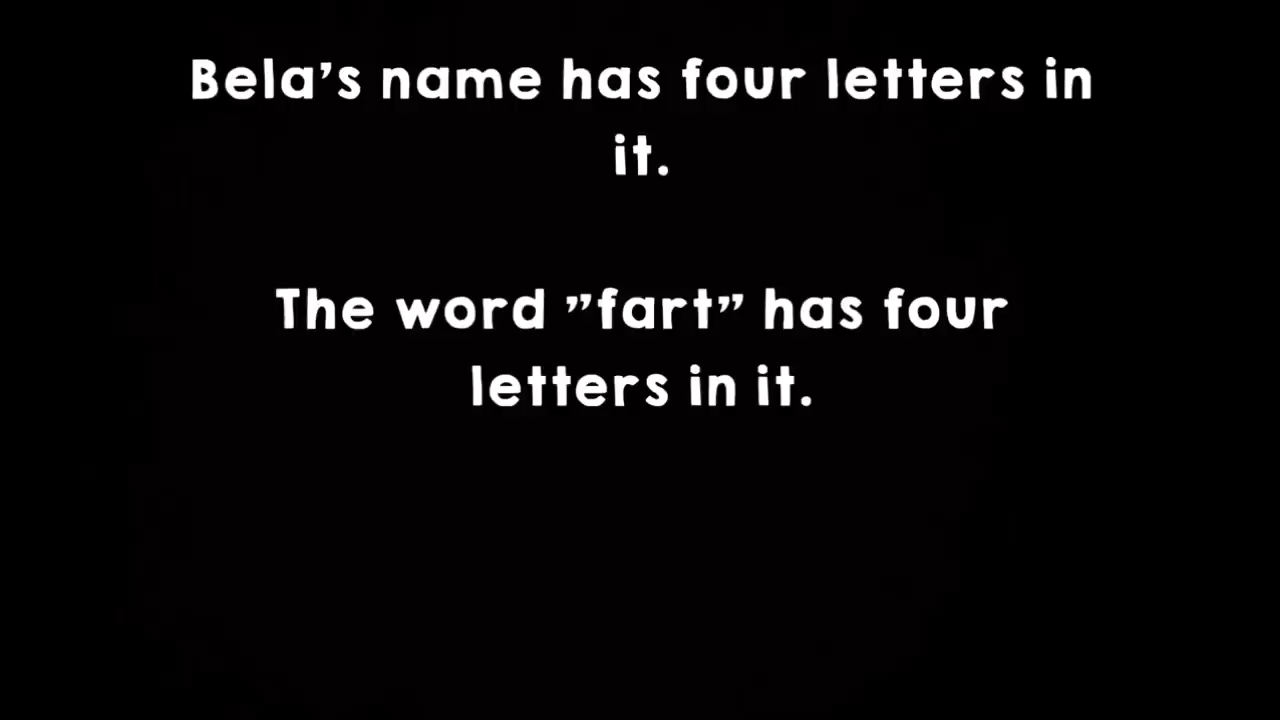 Bela's name has four letters in
it.
The word "fart" has four
letters in it.